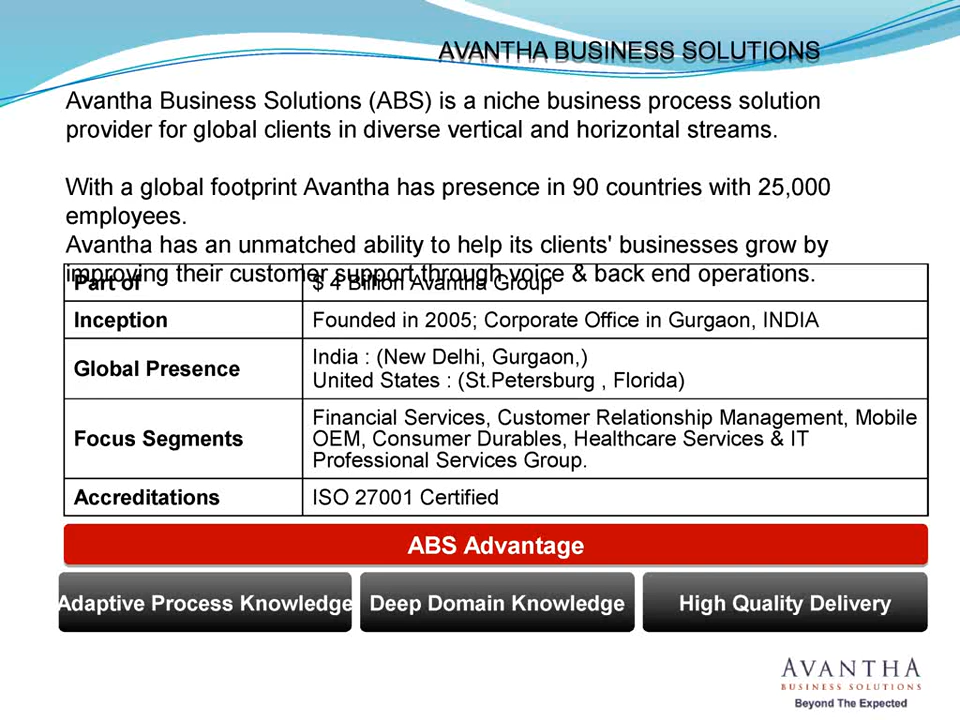 AVANTHA BUSINESS SOLUTIONS
Avantha Business Solutions (ABS) is a niche business process solution
provider for global clients in diverse vertical and horizontal streams.
With a global footprint Avantha has presence in 90 countries with 25,000
employees.
Avantha has an unmatched ability to help its clients' businesses grow by
improving their customer support through voice & back end operations.
Part of
$ 4 Billion Avantha Group
Inception
Founded in 2005; Corporate Office in Gurgaon, INDIA
Global Presence
India : (New Delhi, Gurgaon,)
United States : (St.Petersburg , Florida)
Focus Segments
Financial Services, Customer Relationship Management, Mobile
OEM, Consumer Durables, Healthcare Services & IT
Professional Services Group.
Accreditations
ISO 27001 Certified
ABS Advantage
Adaptive Process Knowledge
Deep Domain Knowledge
High Quality Delivery
AVANTHA
BUSINESS SOLUTIONS
Beyond The Expected